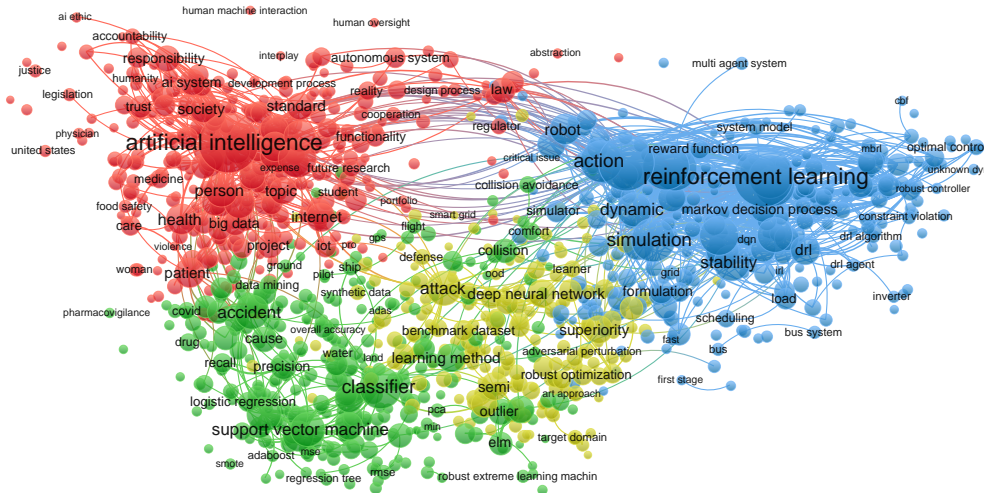 human machine interaction
ai ethic
human oversight
accountability
interplay
abstraction
responsibility
autonomous system
multi agent system
justice
humanity
ai system
development process
reality
design process
law
legislation
trust
society
standard
cooperation
cbf
physician
functionality
regulator
robot
system model
united states
artificial intelligence
critical issue
action
reward function
mbrl
optimal contro
expense
future research
collision avoidance
reinforcement learning
unknown dy
medicine
person
topic
student
robust controller
food safety
portfolio
smart grid
simulator
dynamic
markov decision process
constraint violation
care
health
big data
internet
flight
comfort
violence
project
iot
pro
gps
collision
simulation
dqn
drl
drl algorithm
defense
woman
patient
ground
pilot
ship
ood
learner
grid
stability
irl
drl agent
data mining
synthetic data
attack
deep neural network
formulation
load
inverter
pharmacovigilance
covid
accident
adas
scheduling
drug
cause
overall accuracy
benchmark dataset
superiority
bus system
water
fast
bus
recall
precision
land
learning method
adversarial perturbation
classifier
semi
robust optimization
first stage
logistic regression
art approach
pca
outlier
support vector machine
min
elm
target domain
adaboost
mse
smote
regression tree
rmse
robust extreme learning machin